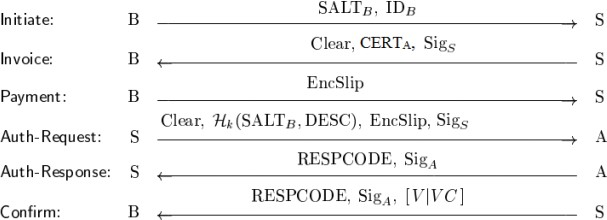 Initiate: B SALT_B, ID_B S
Invoice: B Clear, CERTA, Sig_S S
Payment: B EncSlip S
Auth-Request: S Clear, ℋ_k(SALT_B, DESC), EncSlip, Sig_S A
Auth-Response: S RESPCODE, Sig_A A
Confirm: B RESPCODE, Sig_A, [V|VC] S